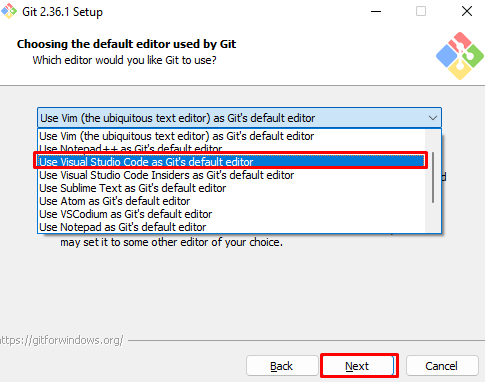 Git 2.36.1 Setup
Choosing the default editor used by Git
Which editor would you like Git to use?
Use Vim (the ubiquitous text editor) as Git's default editor
Use Vim (the ubiquitous text editor) as Git's default editor
Use Notepad++ as Git's default editor
Use Visual Studio Code as Git's default editor
Use Visual Studio Code Insiders as Git's default editor
Use Sublime Text as Git's default editor
Use Atom as Git's default editor
Use VSCodium as Git's default editor
Use Notepad as Git's default editor
may set it to some other editor of your choice.
https://gitforwindows.org/
Back
Next
Cancel